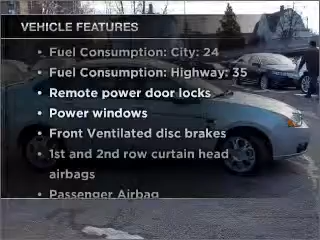 VEHICLE FEATURES
• Fuel Consumption: City: 24
• Fuel Consumption: Highway: 35
• Remote power door locks
• Power windows
• Front Ventilated disc brakes
• 1st and 2nd row curtain head
airbags
• Passenger Airbag